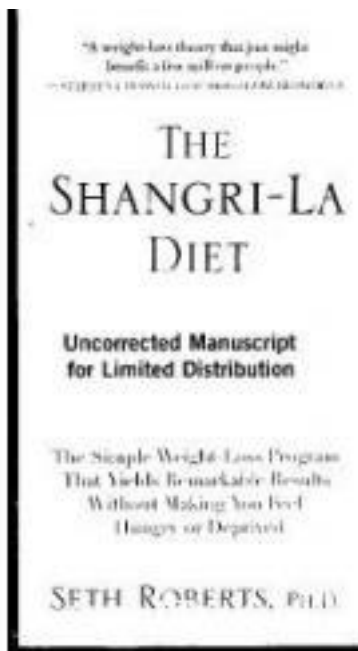 "A weight-loss theory that just might
benefit a few million people."
THE
SHANGRI-LA
DIET
Uncorrected Manuscript
for Limited Distribution
The Simple Weight-Loss Program
That Yields Remarkable Results
Without Making You Feel
Hungry or Deprived
SETH ROBERTS, PH.D.